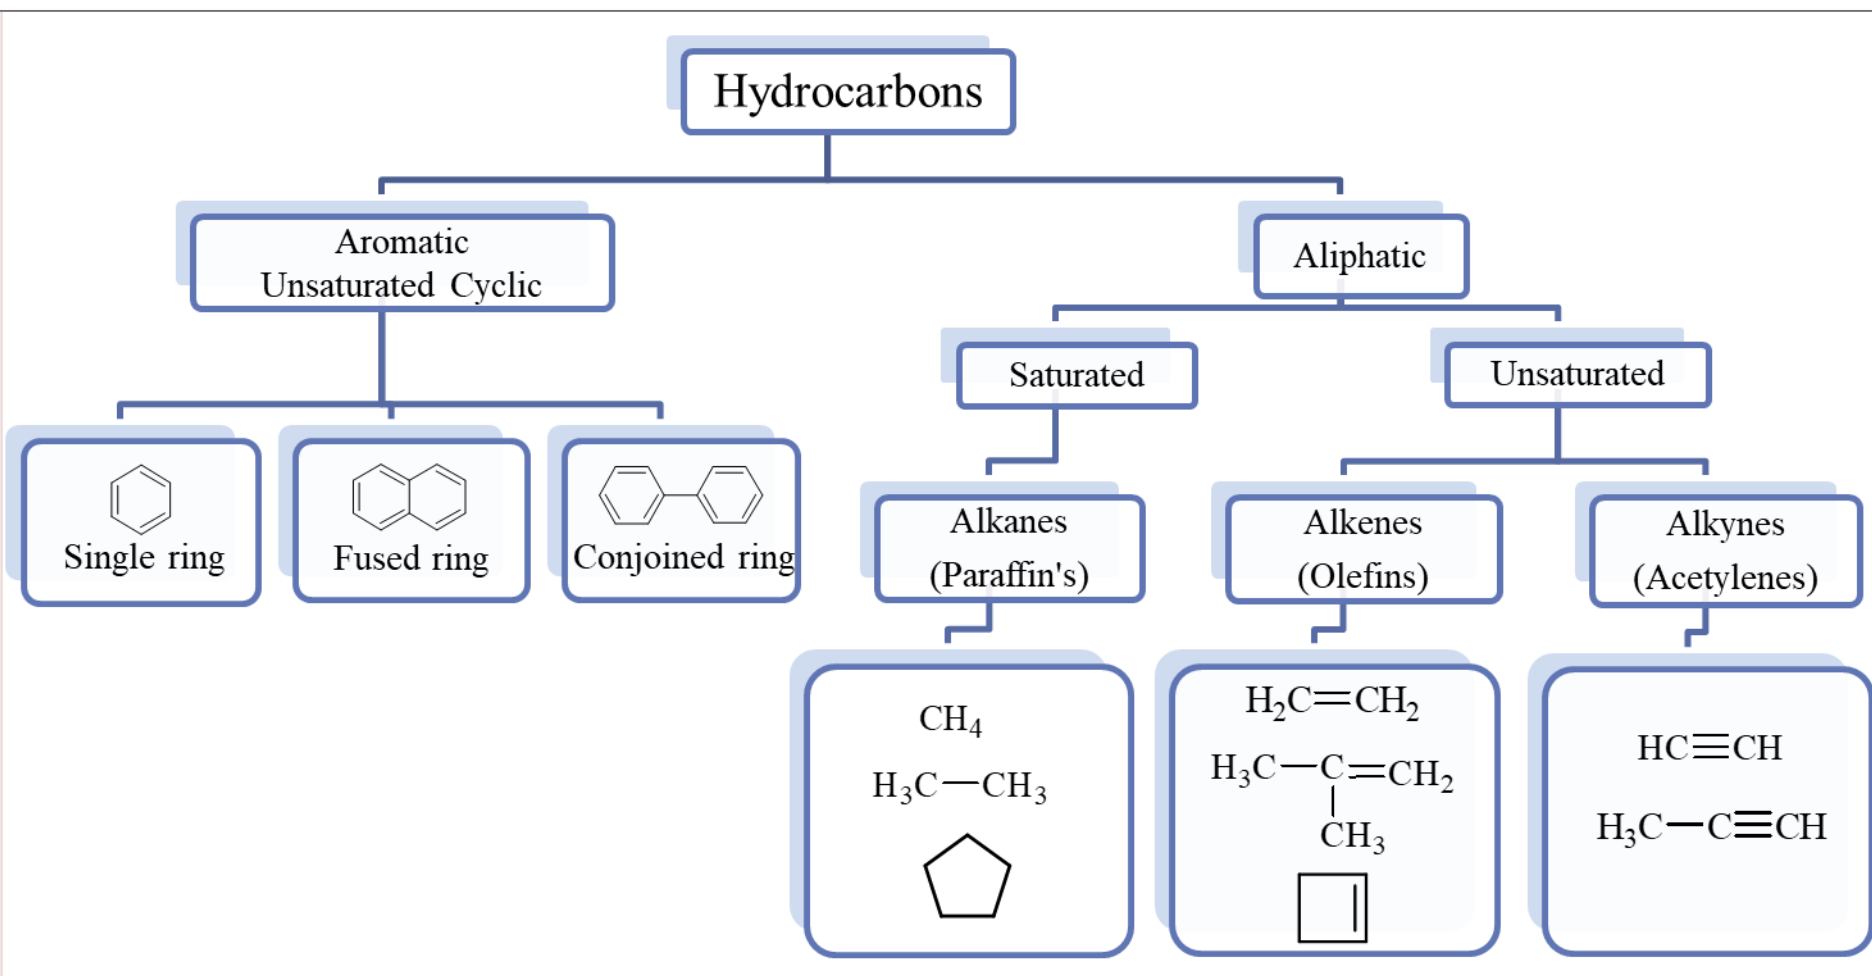 Hydrocarbons
Aromatic
Unsaturated Cyclic
Aliphatic
Saturated
Unsaturated
Single ring
Fused ring
Conjoined ring
Alkanes
(Paraffin's)
Alkenes
(Olefins)
Alkynes
(Acetylenes)
CH₄
H₃C—CH₃
H₂C=CH₂
H₃C—C=CH₂
CH₃
HC≡CH
H₃C—C≡CH